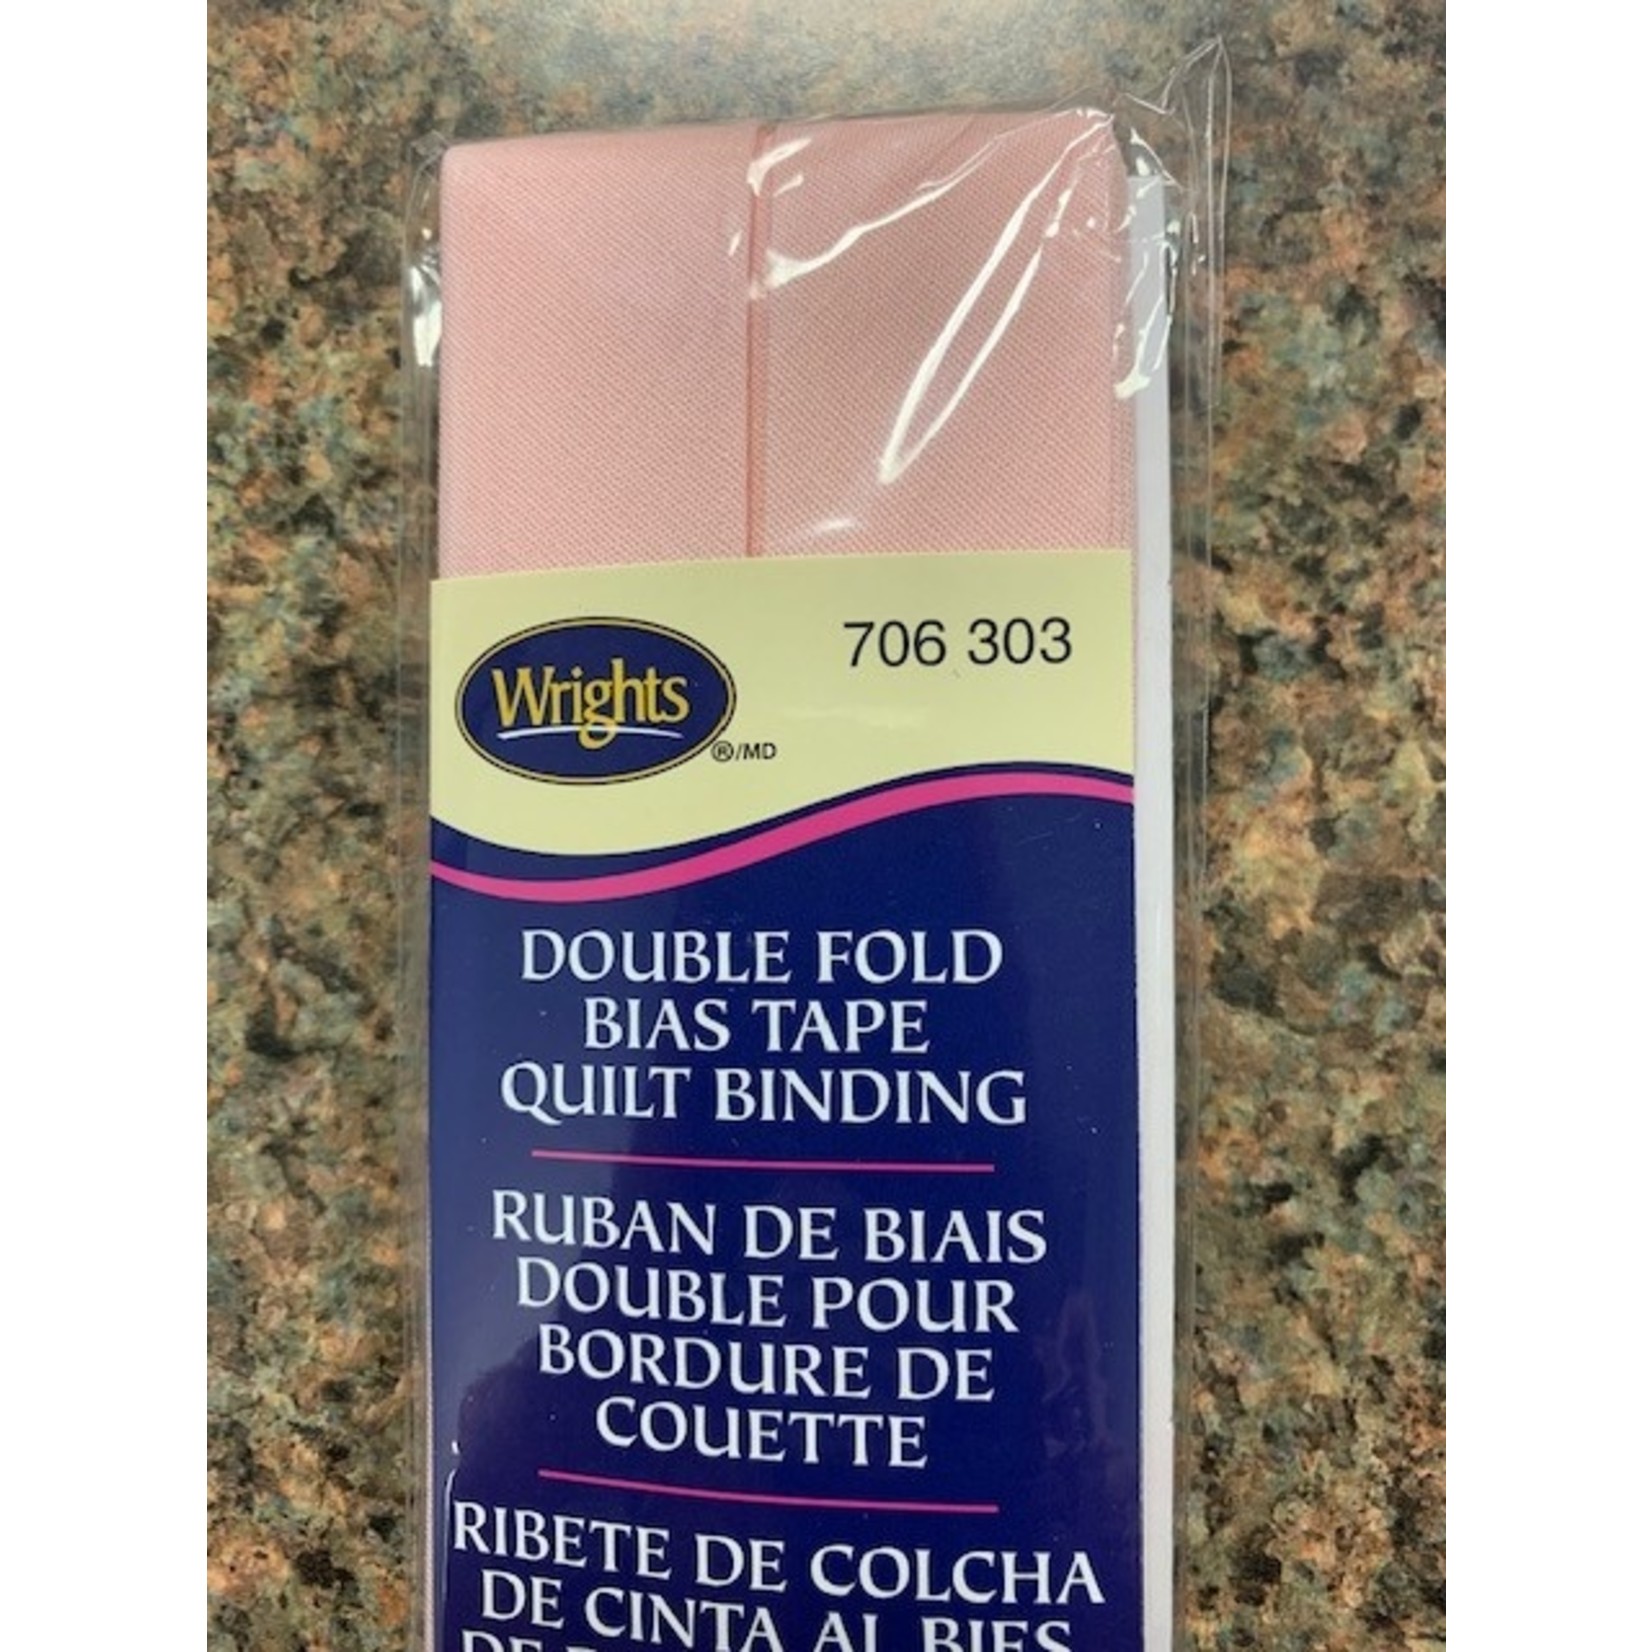 Wrights
®/MD
706 303
DOUBLE FOLD
BIAS TAPE
QUILT BINDING
RUBAN DE BIAIS
DOUBLE POUR
BORDURE DE
COUETTE
RIBETE DE COLCHA
DE CINTA AL BIES
DE